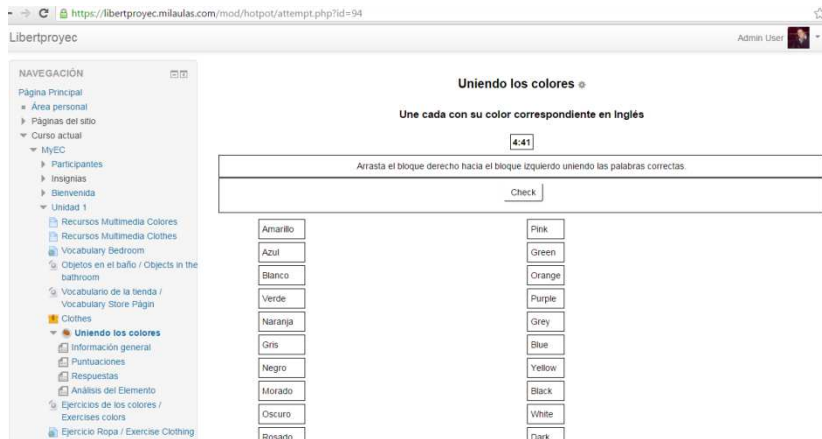 https://libertproyec.milaulas.com/mod/hotpot/attempt.php?id=94
Libertproyec
Admin User
NAVEGACIÓN
Página Principal
Área personal
Páginas del sitio
Curso actual
MyEC
Participantes
Insignias
Bienvenida
Unidad 1
Recursos Multimedia Colores
Recursos Multimedia Clothes
Vocabulary Bedroom
Objetos en el baño / Objects in the
bathroom
Vocabulario de la tienda /
Vocabulary Store Págin
Clothes
Uniendo los colores
Información general
Puntuaciones
Respuestas
Análisis del Elemento
Ejercicios de los colores /
Exercises colors
Ejercicio Ropa / Exercise Clothing
Uniendo los colores
Une cada con su color correspondiente en Inglés
4:41
Arrasta el bloque derecho hacia el bloque izquierdo uniendo las palabras correctas.
Check
Amarillo
Pink
Azul
Green
Blanco
Orange
Verde
Purple
Naranja
Grey
Gris
Blue
Negro
Yellow
Morado
Black
Oscuro
White
Rosado
Dark